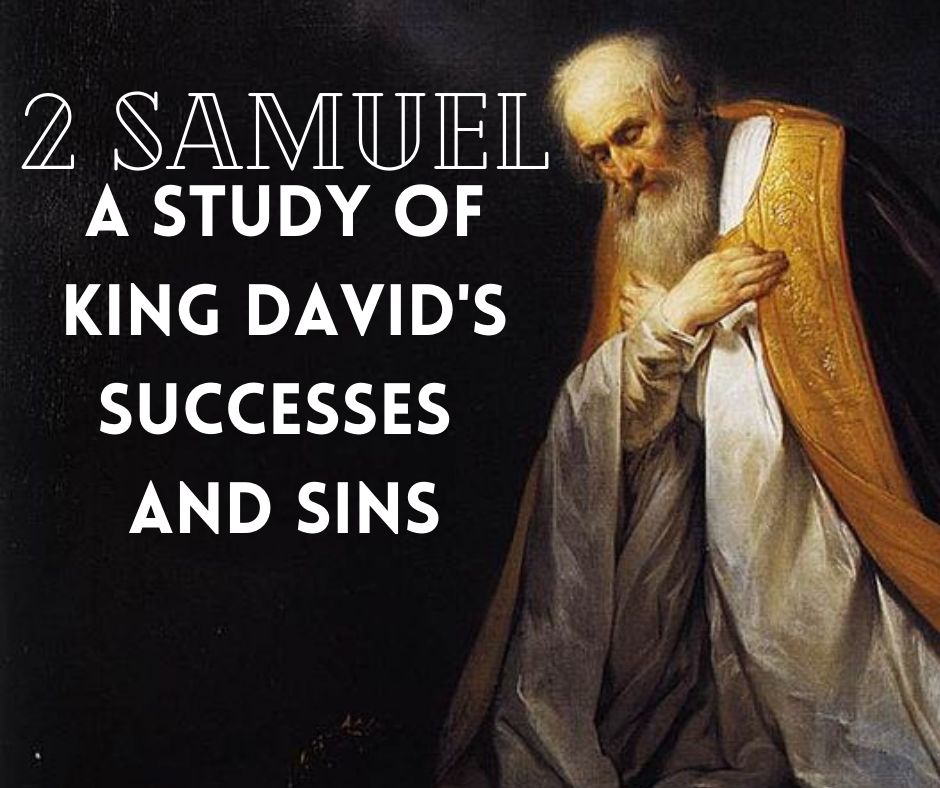 2 SAMUEL
A STUDY OF
KING DAVID'S
SUCCESSES
AND SINS